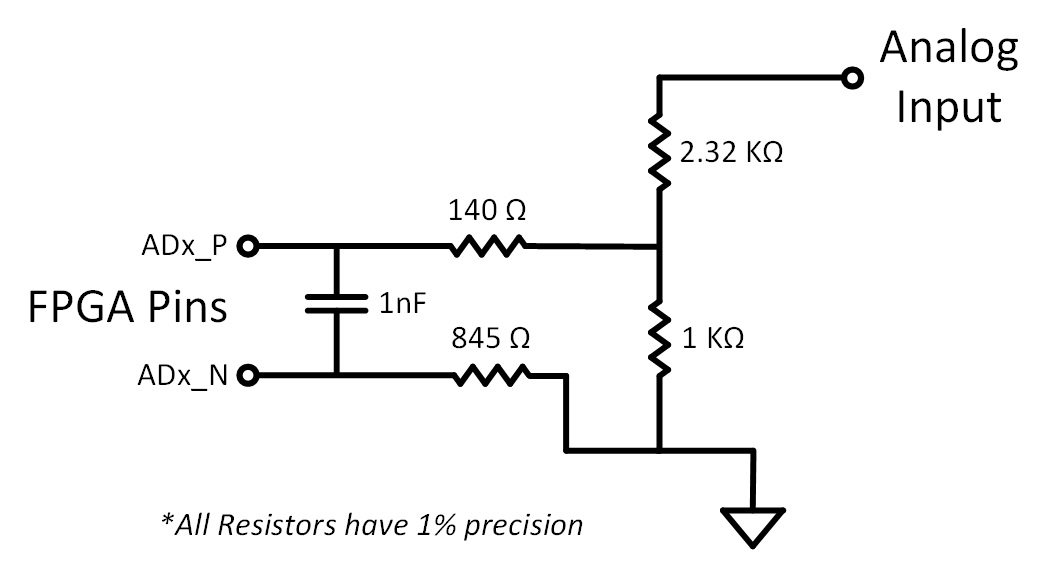 Analog
Input
2.32 KΩ
140 Ω
ADx_P
FPGA Pins
1nF
845 Ω
1 KΩ
ADx_N
*All Resistors have 1% precision